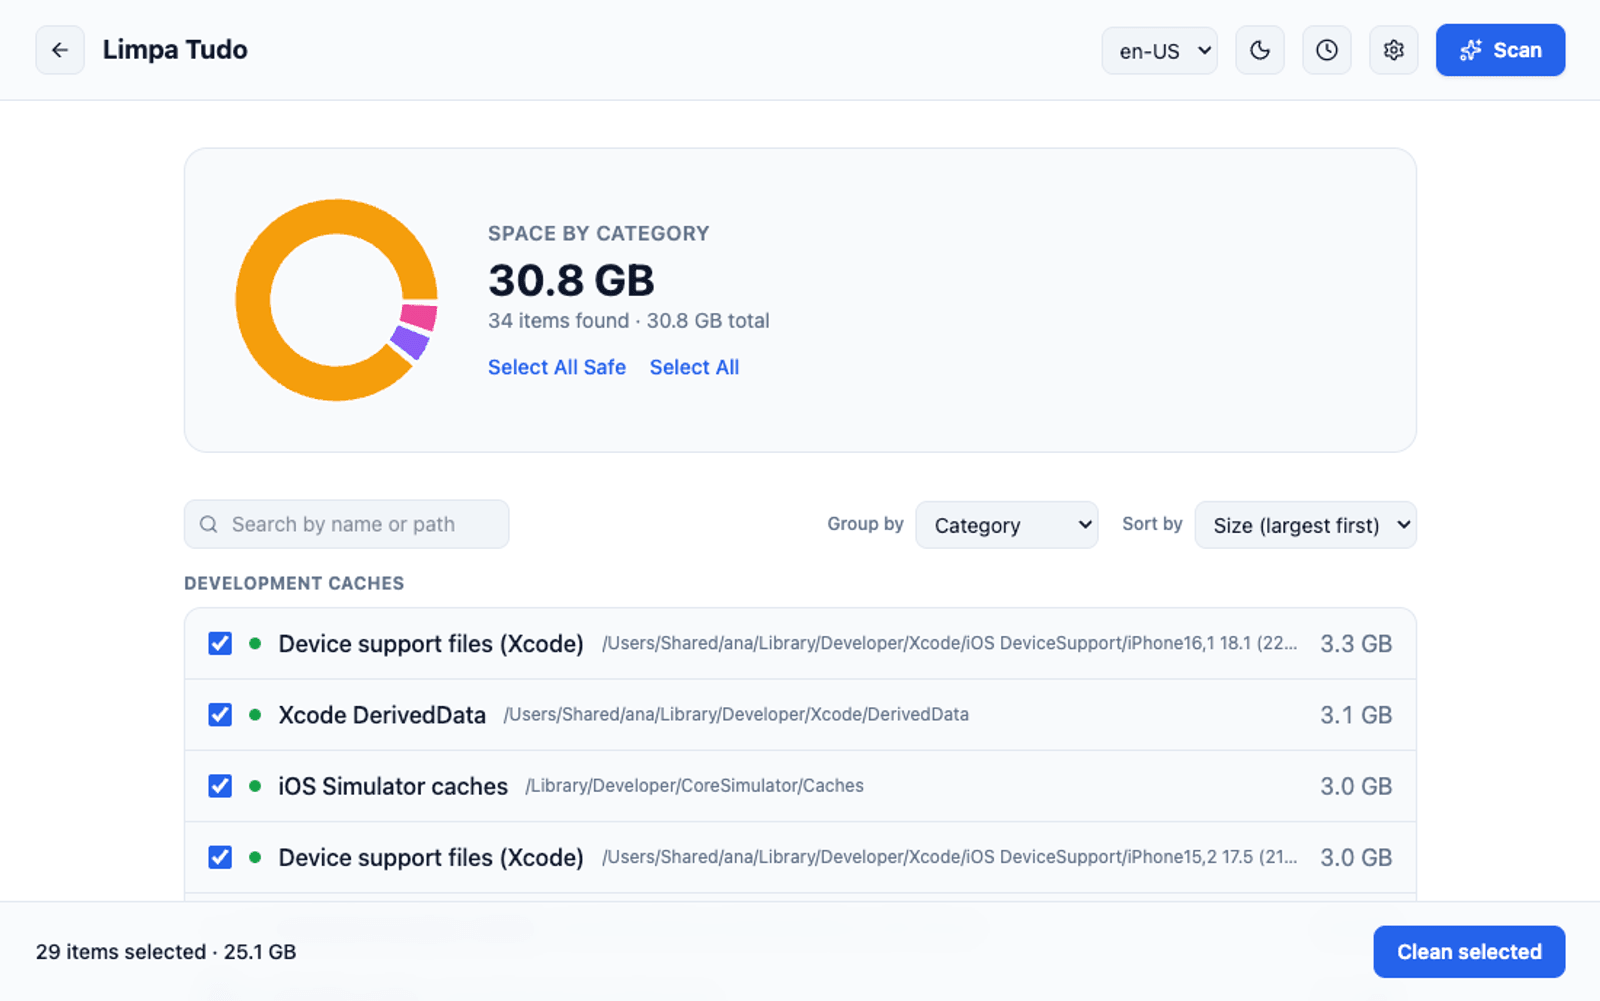 Limpa Tudo
en-US
Scan
SPACE BY CATEGORY
30.8 GB
34 items found · 30.8 GB total
Select All Safe Select All
Search by name or path
Group by Category Sort by Size (largest first)
DEVELOPMENT CACHES
Device support files (Xcode) /Users/Shared/ana/Library/Developer/Xcode/iOS DeviceSupport/iPhone16,1 18.1 (22... 3.3 GB
Xcode DerivedData /Users/Shared/ana/Library/Developer/Xcode/DerivedData 3.1 GB
iOS Simulator caches /Library/Developer/CoreSimulator/Caches 3.0 GB
Device support files (Xcode) /Users/Shared/ana/Library/Developer/Xcode/iOS DeviceSupport/iPhone15,2 17.5 (21... 3.0 GB
29 items selected · 25.1 GB
Clean selected